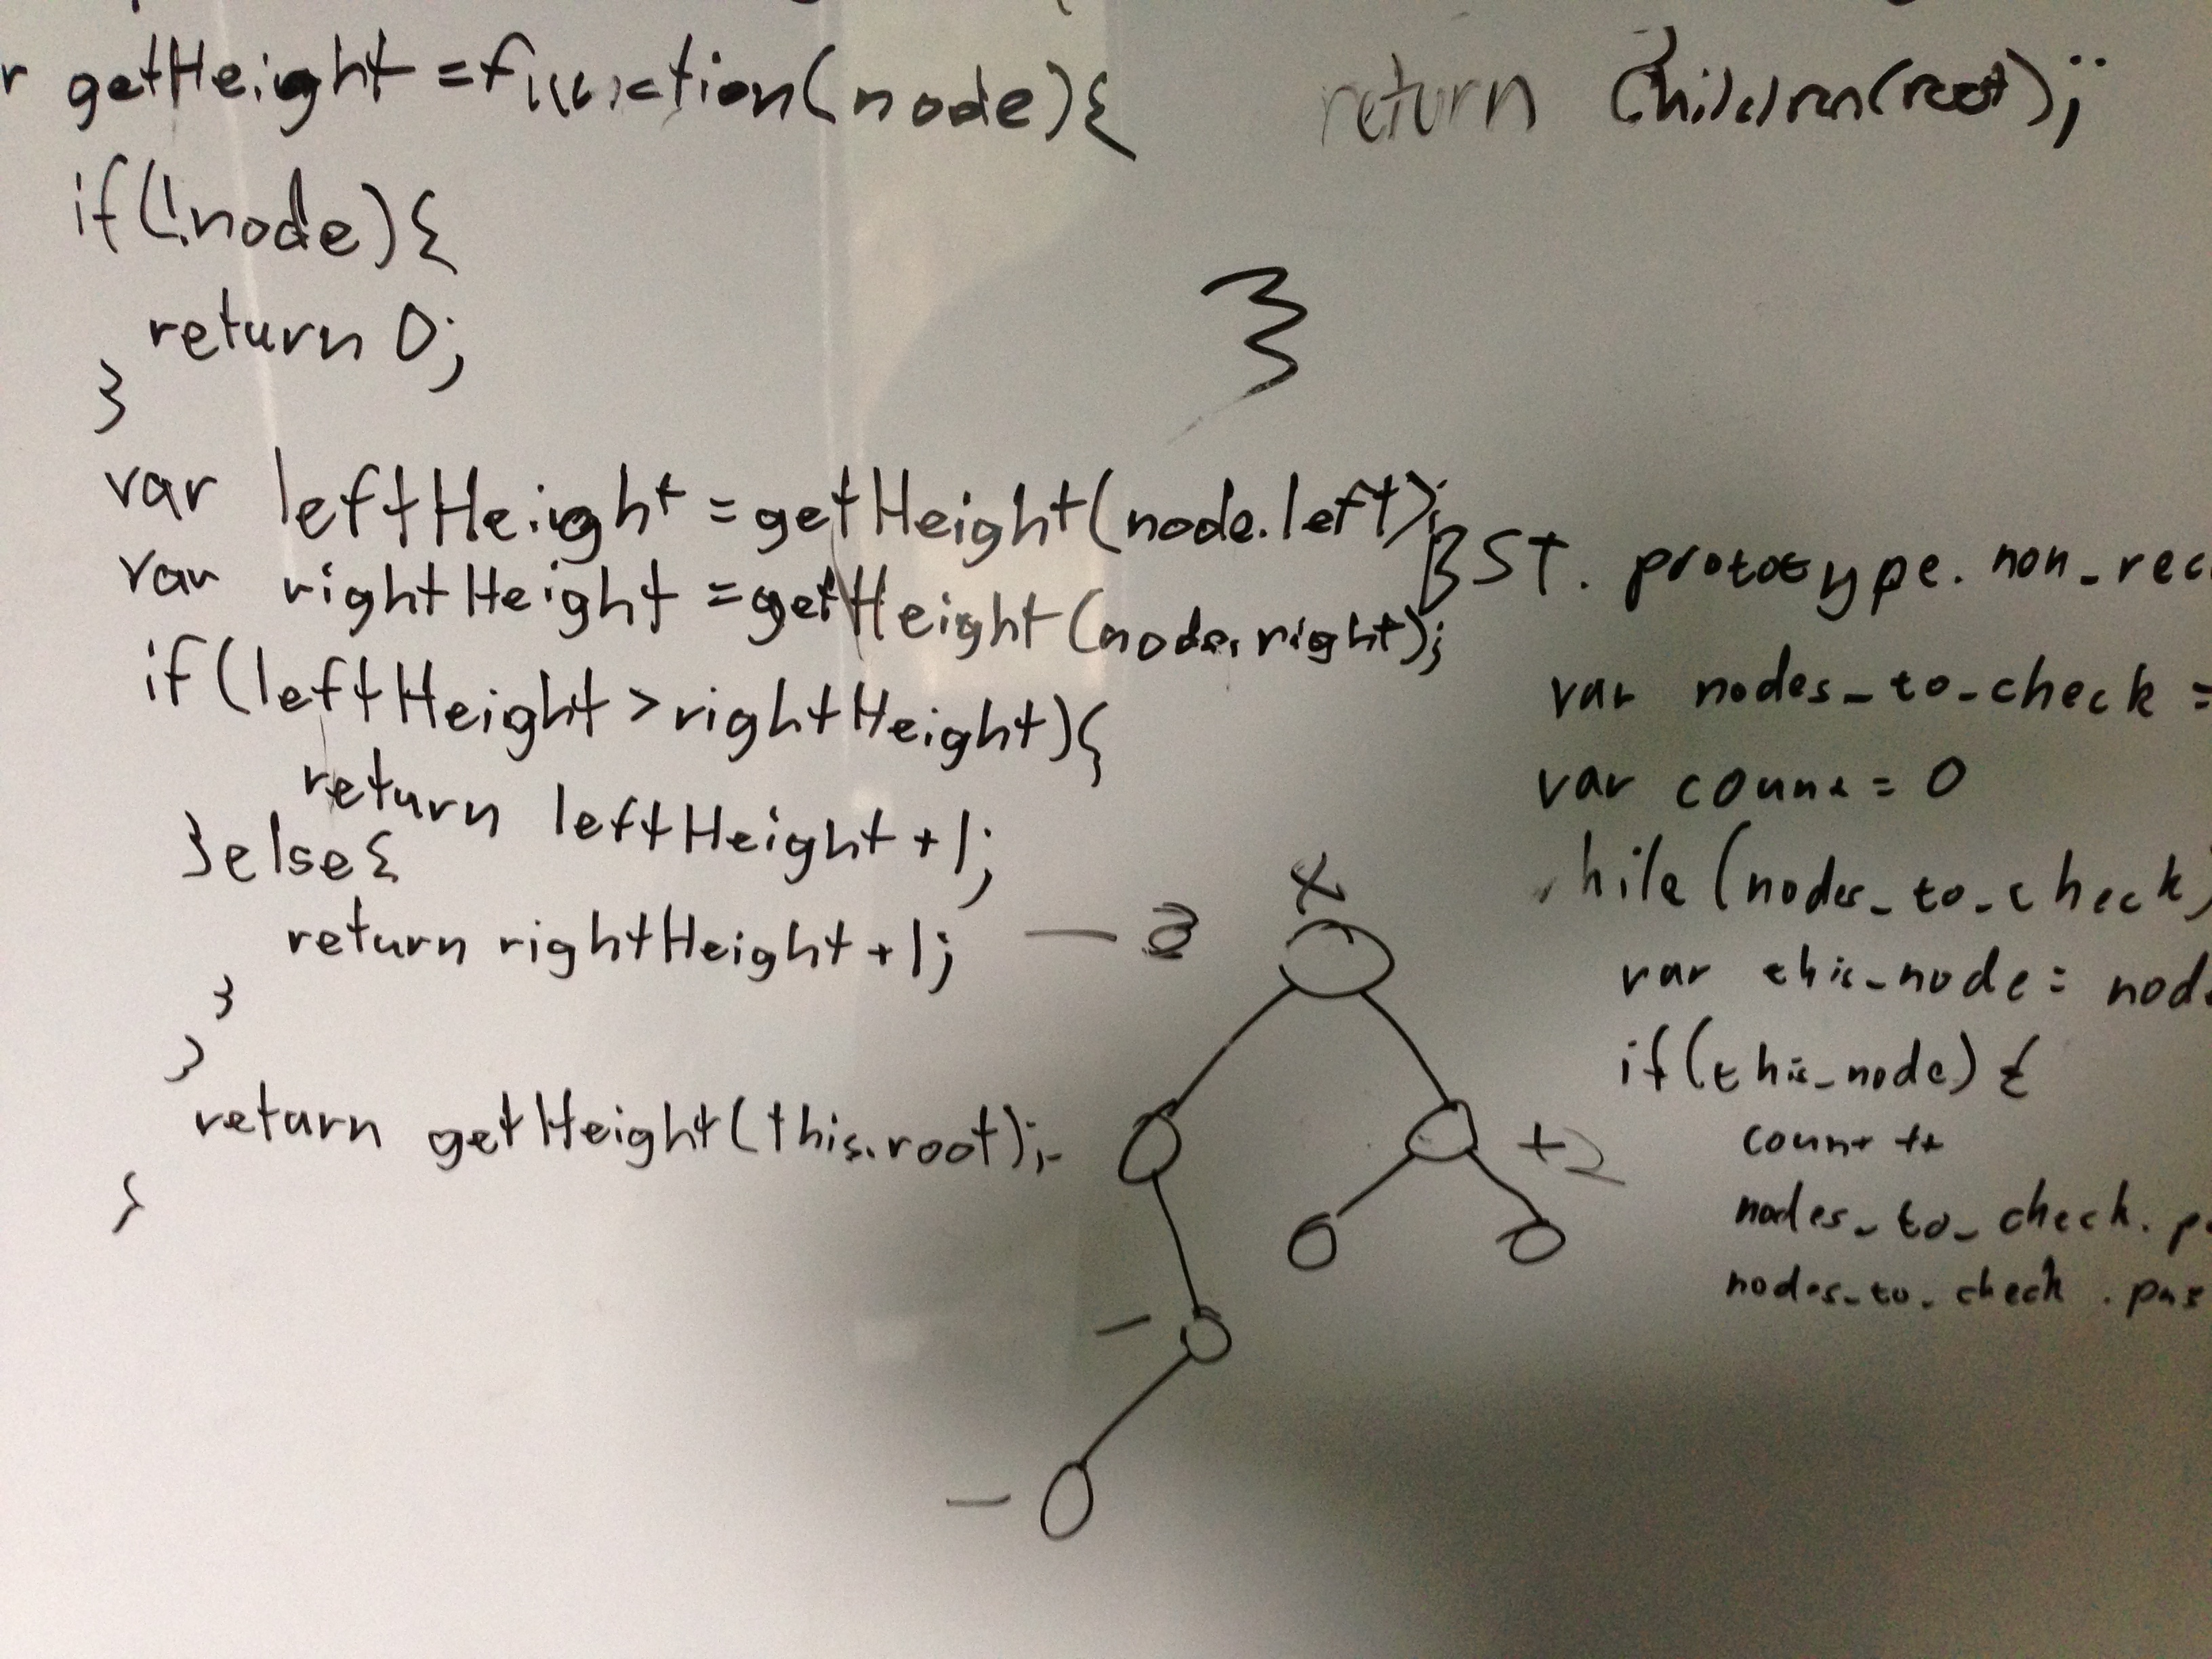 r getHeight = function(node){
if(!node){
return 0;
}
var leftHeight = getHeight(node.left);
var rightHeight = getHeight(node.right);
if(leftHeight > rightHeight){
return leftHeight + 1;
}else{
return rightHeight + 1;
}
}
return getHeight(this.root);
}
return Children(root);
}
BST.prototype.non_rec
var nodes_to_check =
var count = 0
hile (nodes_to_check)
var this_node = node
if(this_node) {
count ++
nodes_to_check. p
nodes_to_check .pus
+2